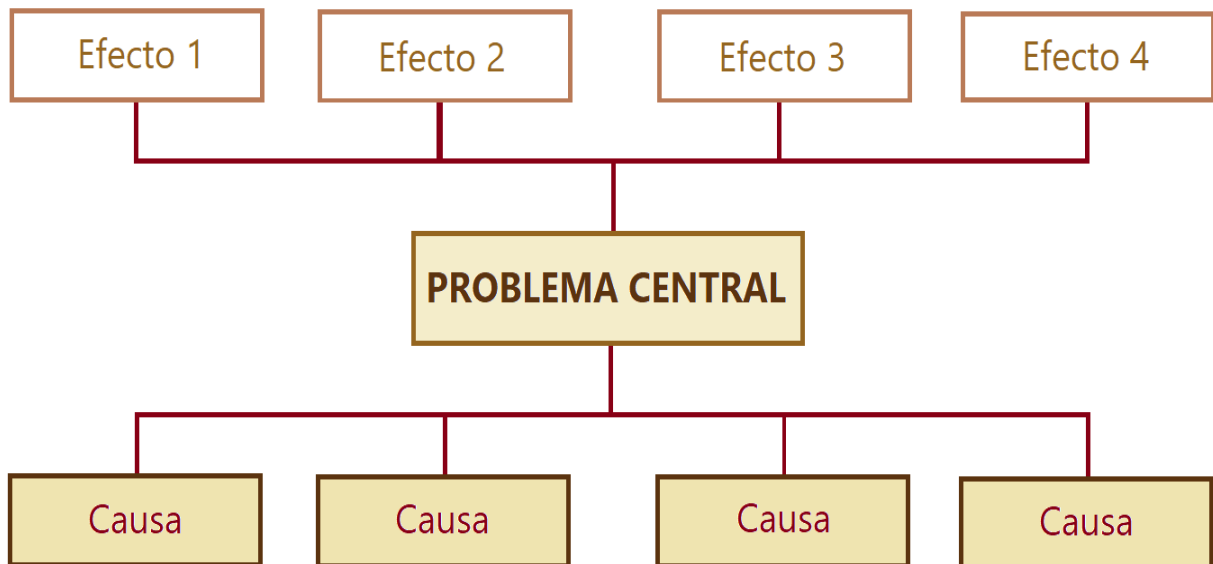 Efecto 1
Efecto 2
Efecto 3
Efecto 4
PROBLEMA CENTRAL
Causa
Causa
Causa
Causa